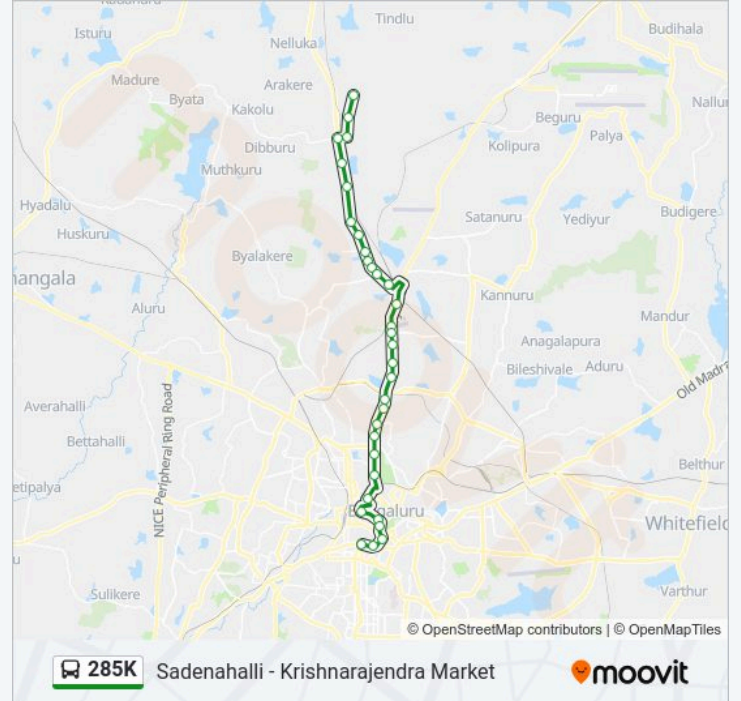 Tindlu
Isturu
Nelluka
Budihala
Madure
Arakere
Byata
Kakolu
Nallur
Beguru
Dibburu
Kolipura
Palya
Muthkuru
Hyadalu
Satanuru
Yediyur
Budigere
Huskuru
Byalakere
Kannuru
Aluru
Mandur
Anagalapura
Bileshivale
Aduru
Old Madra
Averahalli
NICE Peripheral Ring Road
Bettahalli
Belthur
etipalya
Whitefield
Sulikere
Varthur
© OpenStreetMap contributors | © OpenMapTiles
285K Sadenahalli - Krishnarajendra Market
moovit